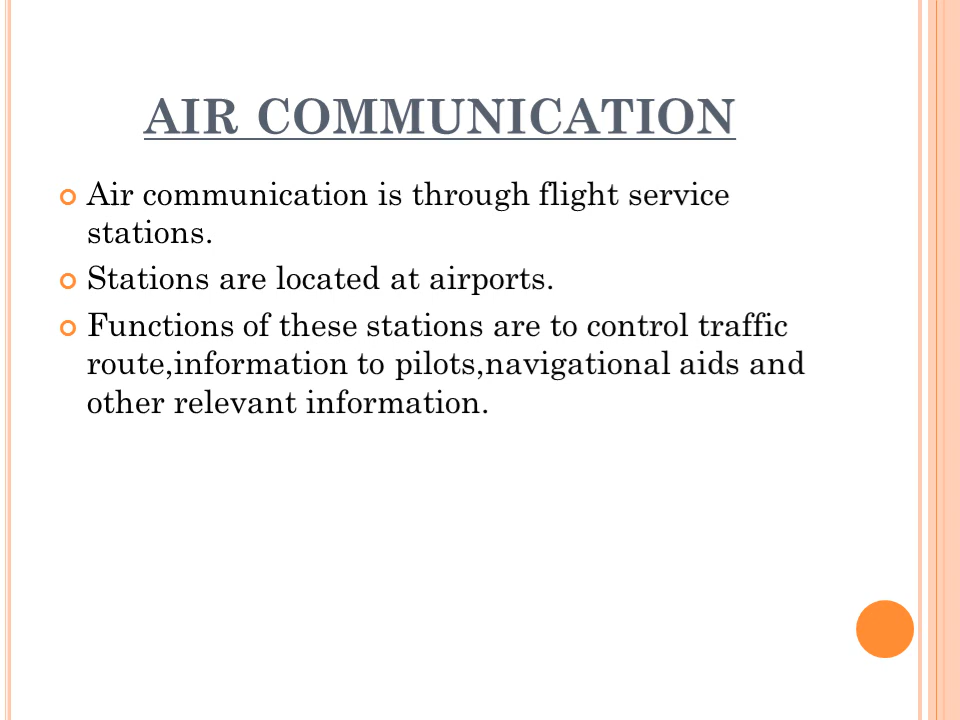 AIR COMMUNICATION
Air communication is through flight service
stations.
Stations are located at airports.
Functions of these stations are to control traffic
route,information to pilots,navigational aids and
other relevant information.